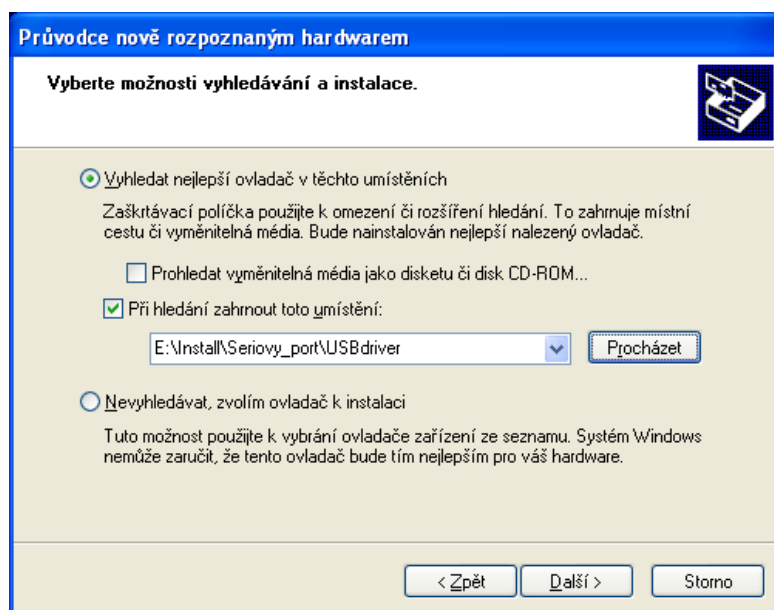 Průvodce nově rozpoznaným hardwarem
Vyberte možnosti vyhledávání a instalace.
Vyhledat nejlepší ovladač v těchto umístěních
Zaškrtávací políčka použijte k omezení či rozšíření hledání. To zahrnuje místní
cestu či vyměnitelná média. Bude nainstalován nejlepší nalezený ovladač.
Prohledat vyměnitelná média jako disketu či disk CD-ROM...
Při hledání zahrnout toto umístění:
E:\Install\Seriovy_port\USBdriver
Procházet
Nevyhledávat, zvolím ovladač k instalaci
Tuto možnost použijte k vybrání ovladače zařízení ze seznamu. Systém Windows
nemůže zaručit, že tento ovladač bude tím nejlepším pro váš hardware.
< Zpět
Další >
Storno